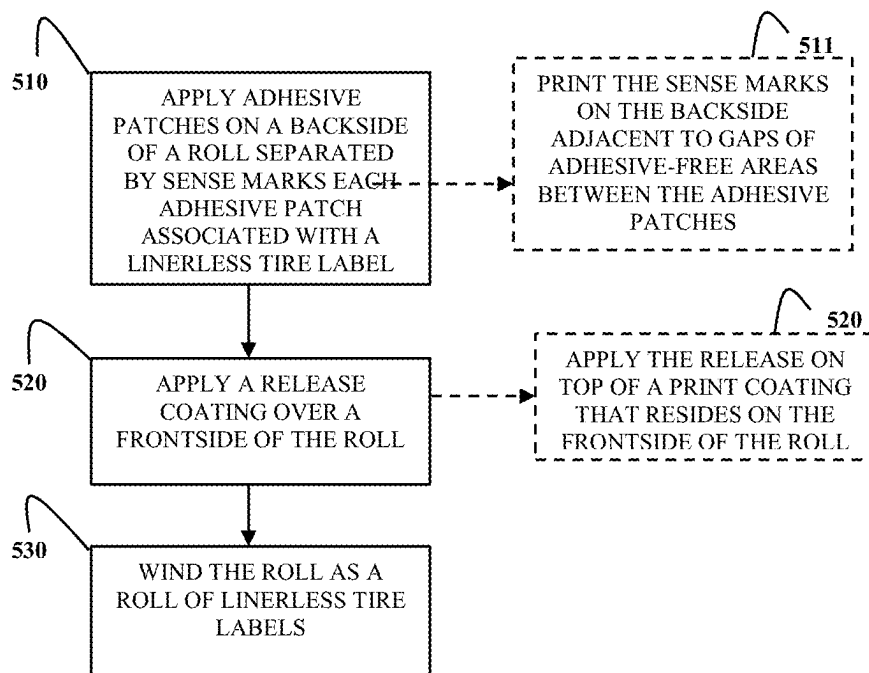 510
APPLY ADHESIVE
PATCHES ON A BACKSIDE
OF A ROLL SEPARATED
BY SENSE MARKS EACH
ADHESIVE PATCH
ASSOCIATED WITH A
LINERLESS TIRE LABEL
511
PRINT THE SENSE MARKS
ON THE BACKSIDE
ADJACENT TO GAPS OF
ADHESIVE-FREE AREAS
BETWEEN THE ADHESIVE
PATCHES
520
APPLY A RELEASE
COATING OVER A
FRONTSIDE OF THE ROLL
520
APPLY THE RELEASE ON
TOP OF A PRINT COATING
THAT RESIDES ON THE
FRONTSIDE OF THE ROLL
530
WIND THE ROLL AS A
ROLL OF LINERLESS TIRE
LABELS